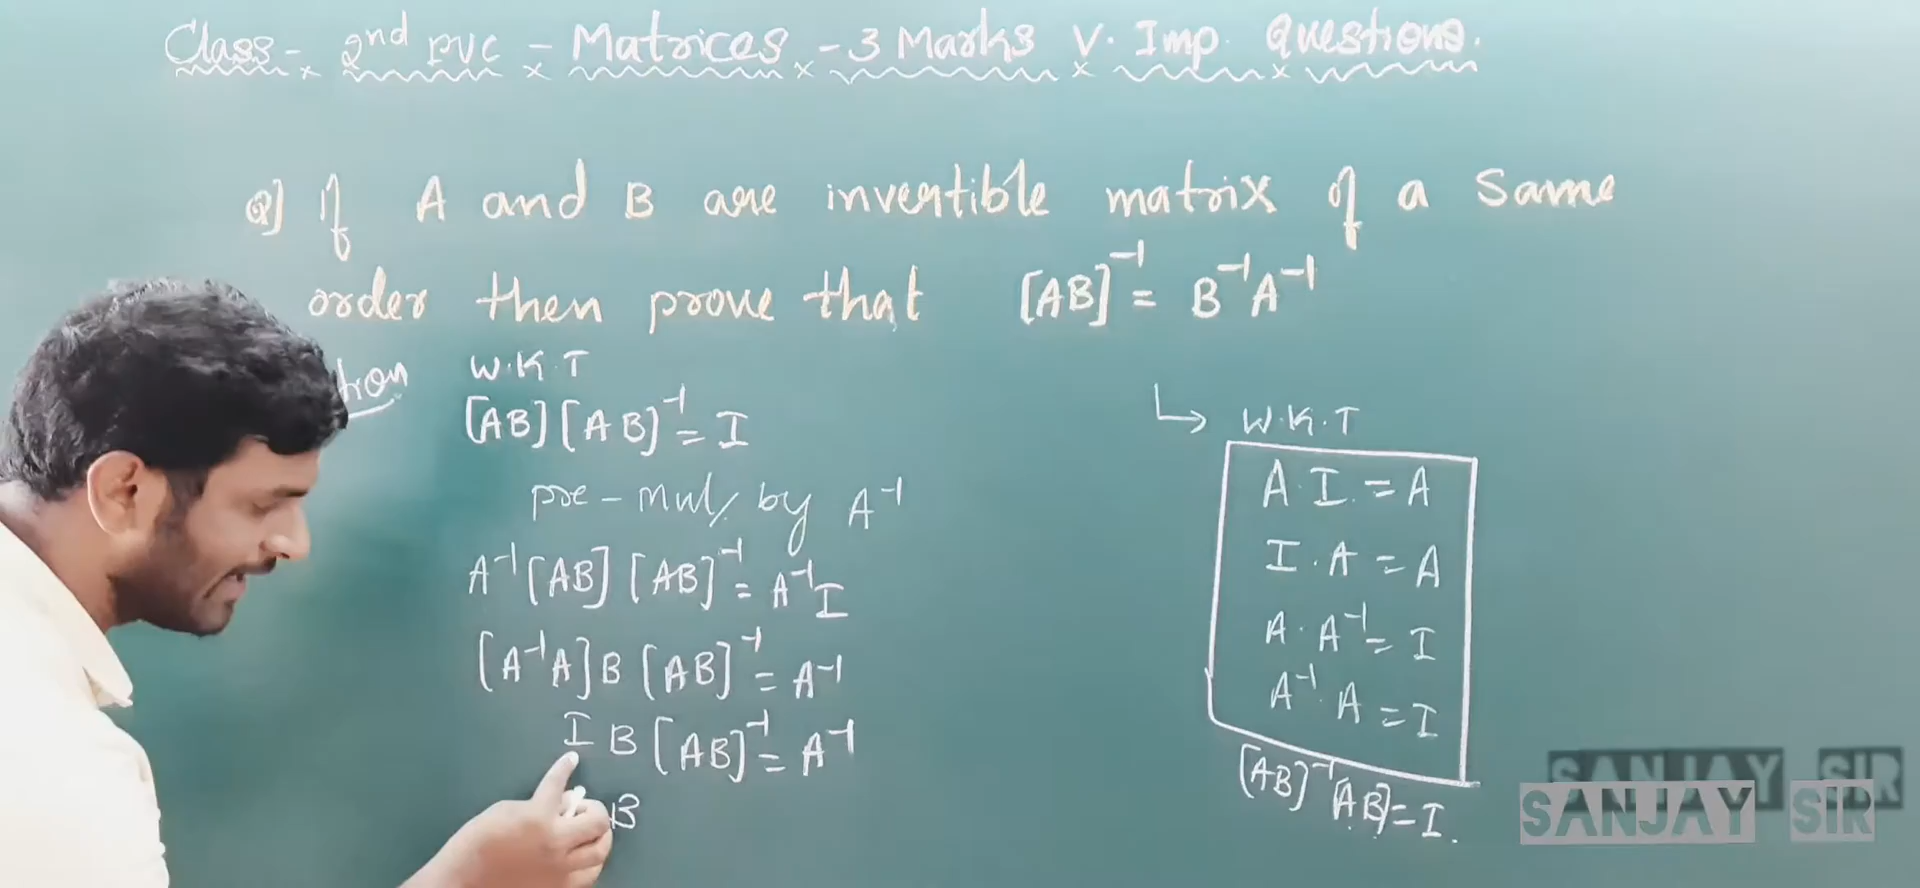 Class - 2nd PUC - Matrices - 3 Marks V. Imp. Questions.
Q] If A and B are invertible matrix of a same
order then prove that [AB]⁻¹ = B⁻¹A⁻¹
W.K.T
[AB][AB]⁻¹ = I
pre-mul/ by A⁻¹
A⁻¹[AB][AB]⁻¹ = A⁻¹I
[A⁻¹A]B[AB]⁻¹ = A⁻¹
I B[AB]⁻¹ = A⁻¹
B
↳ W.K.T
A·I = A
I·A = A
A·A⁻¹ = I
A⁻¹·A = I
[AB]⁻¹[AB] = I.
SANJAY SIR
SANJAY SIR